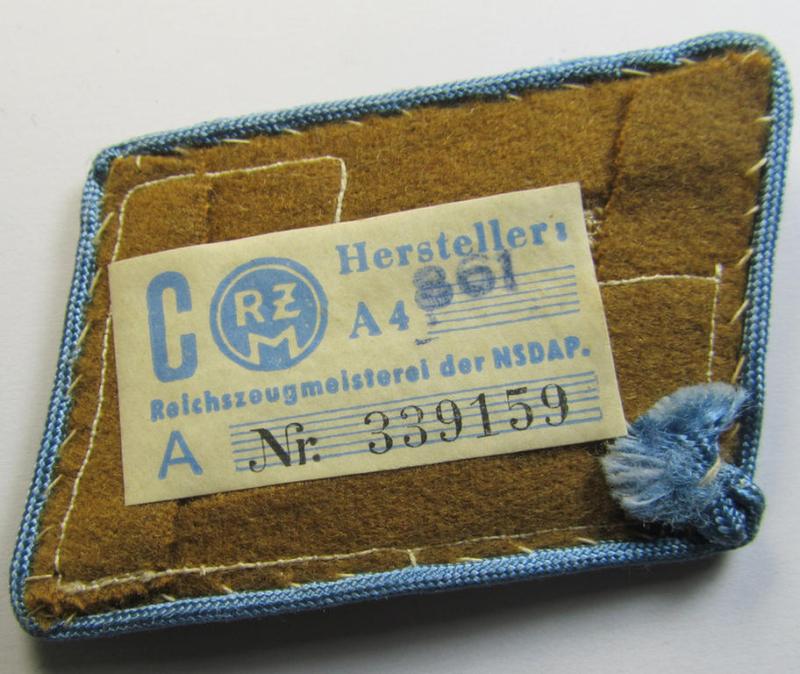 C RZM Hersteller:
A4 861
Reichszeugmeisterei der NSDAP.
A Nr. 339159